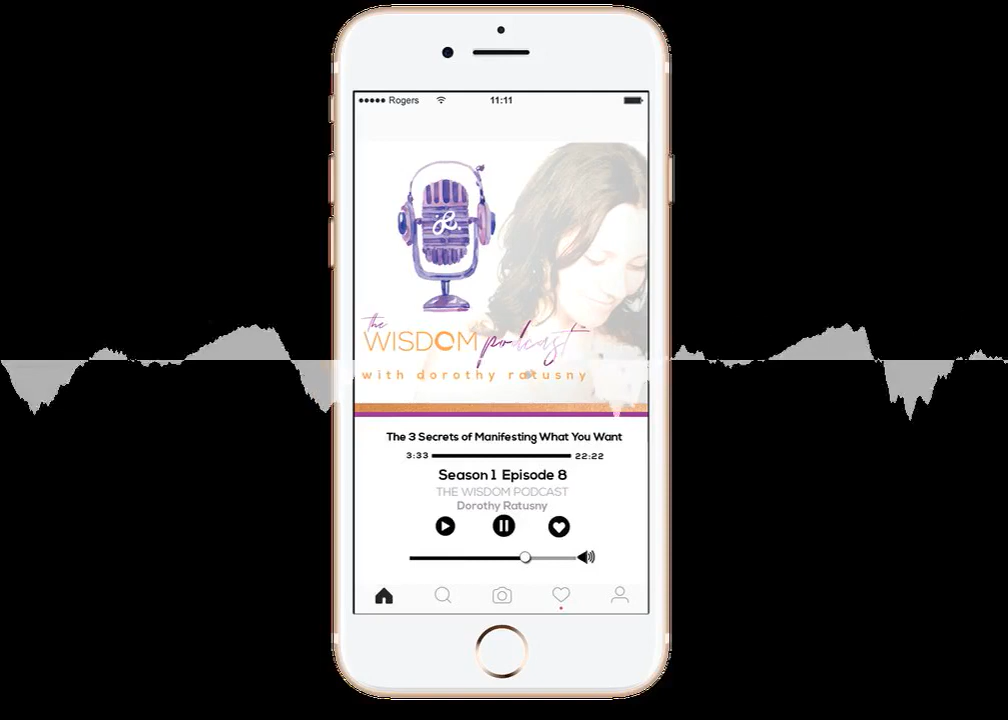 Rogers 11:11
JR.
the
WISDOM podcast
with dorothy ratusny
The 3 Secrets of Manifesting What You Want
3:33 22:22
Season 1 Episode 8
THE WISDOM PODCAST
Dorothy Ratusny